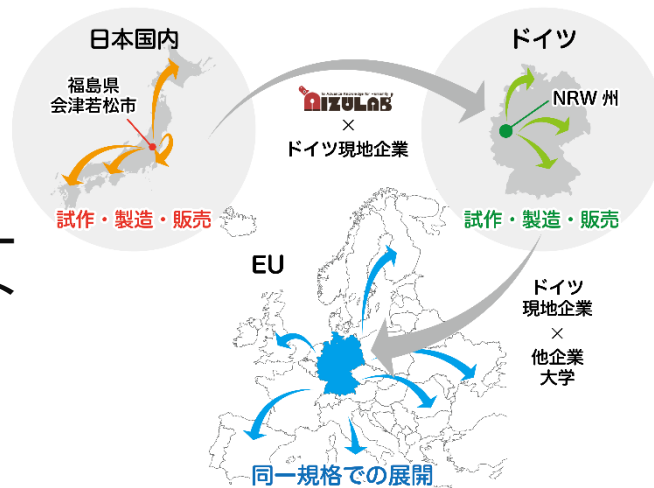 日本国内
福島県
会津若松市
試作・製造・販売
AIZULAB
×
ドイツ現地企業
ドイツ
NRW 州
試作・製造・販売
EU
ドイツ
現地企業
×
他企業
大学
同一規格での展開